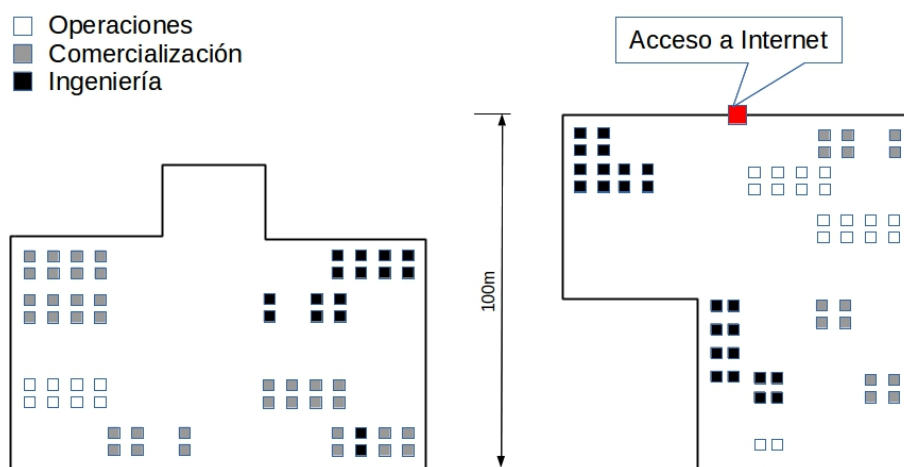 Operaciones
Comercialización
Ingeniería
Acceso a Internet
100m